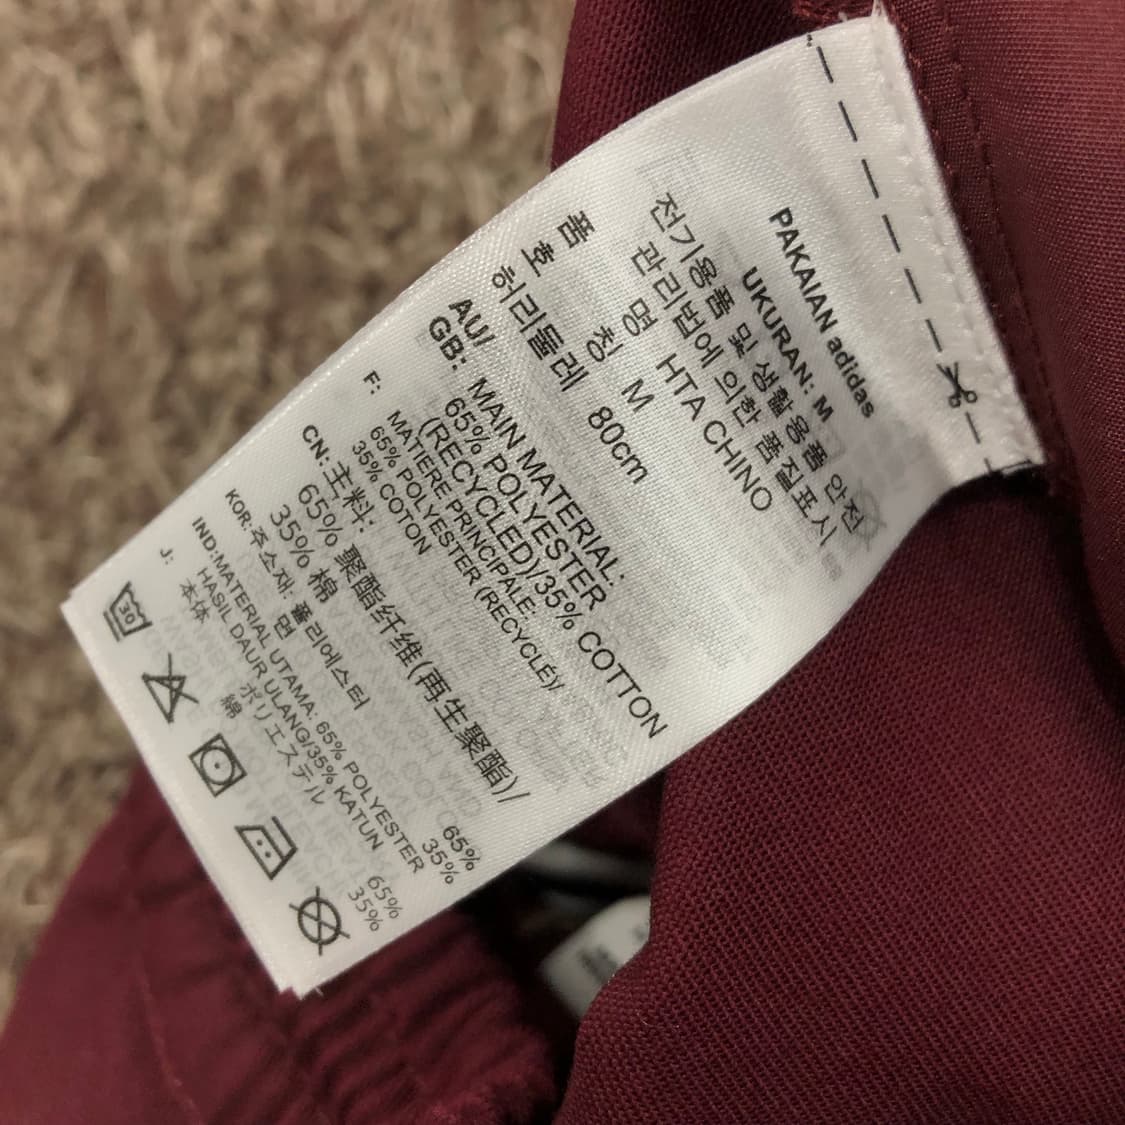 PAKAIAN adidas
UKURAN: M
전기용품 및 생활용품 안전
관리법에 의한 품질표시
품 명 HTA CHINO
호 칭 M
허리둘레 80cm
AU/
GB: MAIN MATERIAL:
65% POLYESTER
(RECYCLED)/35% COTTON
F: MATIERE PRINCIPALE:
65% POLYESTER (RECYCLÉ)/
35% COTON
CN: 主料:
65% 聚酯纤维(再生聚酯)/
35% 棉
KOR: 주소재: 폴리에스터 65%
면 35%
IND: MATERIAL UTAMA: 65% POLYESTER
HASIL DAUR ULANG/35% KATUN
J: 本体 ポリエステル 65%
綿 35%
30